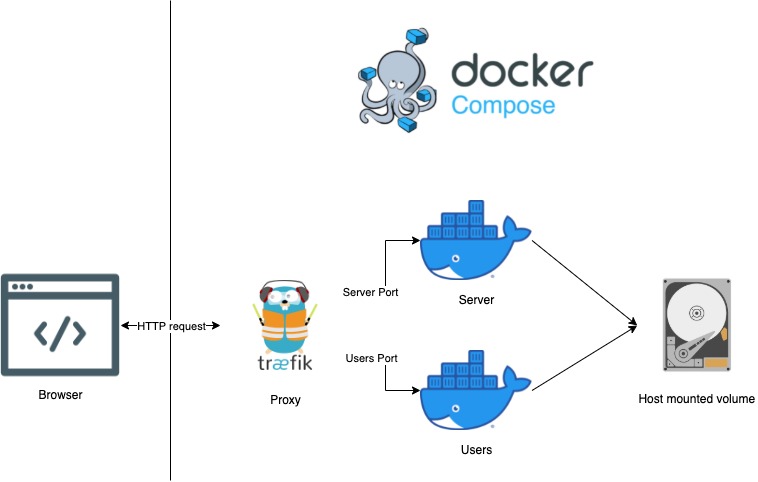 docker
Compose
Server Port
Server
HTTP request
træfik
Users Port
Browser
Proxy
Host mounted volume
Users